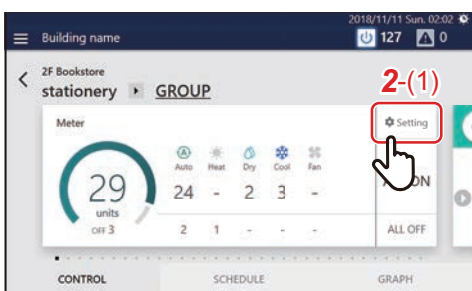 2018/11/11 Sun. 02:02
Building name
127
0
2F Bookstore
stationery
GROUP
2-(1)
Meter
Setting
A
Auto
Heat
Dry
Cool
Fan
29
units
OFF 3
24
-
2
3
-
ON
2
1
-
-
-
ALL OFF
CONTROL
SCHEDULE
GRAPH